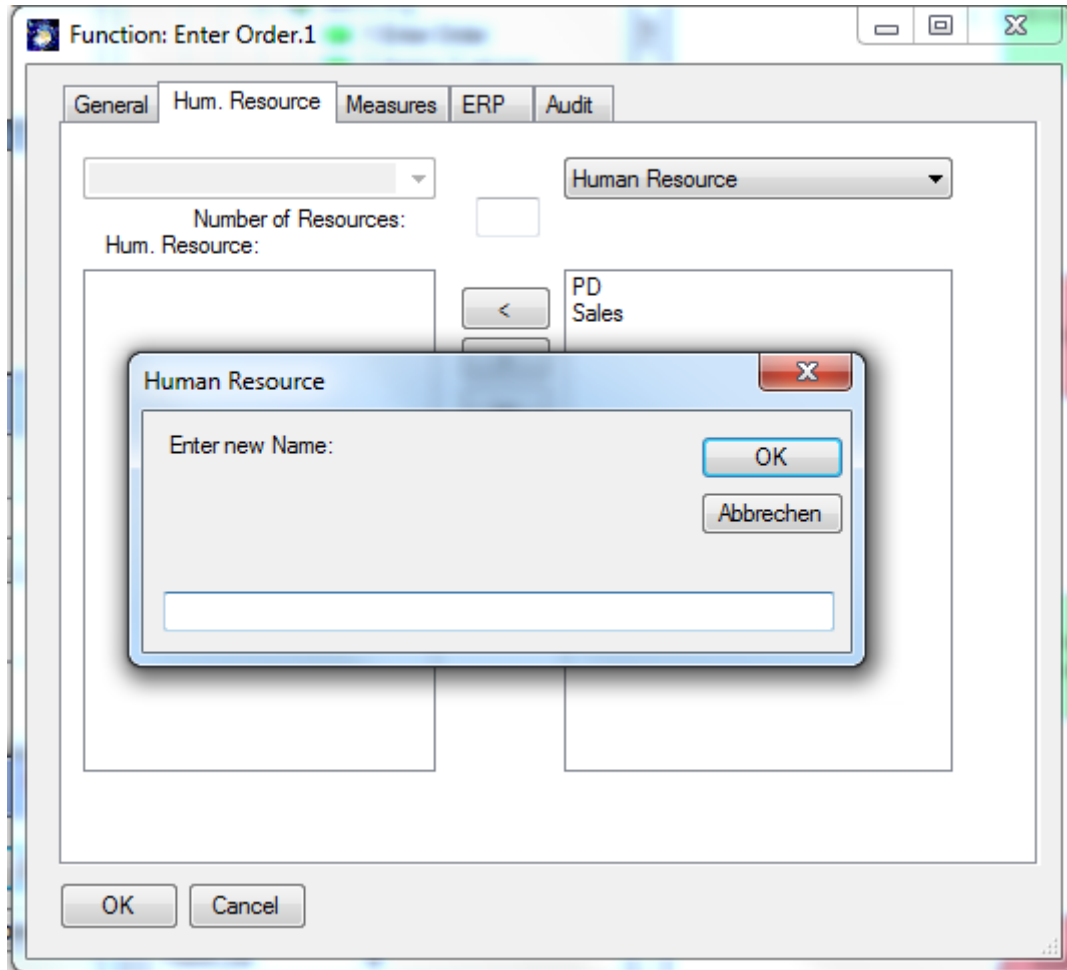 Function: Enter Order.1
General Hum. Resource Measures ERP Audit
Human Resource
Number of Resources:
Hum. Resource:
<
PD
Sales
Human Resource
Enter new Name:
OK
Abbrechen
OK Cancel